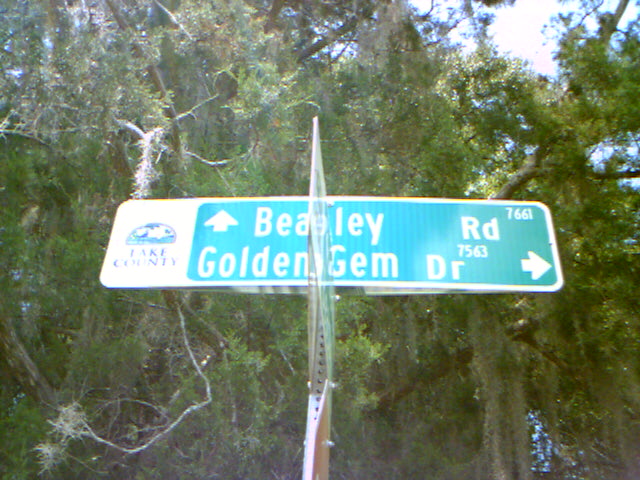 LAKE
COUNTY
Beasley Rd 7661
Golden Gem Dr 7563